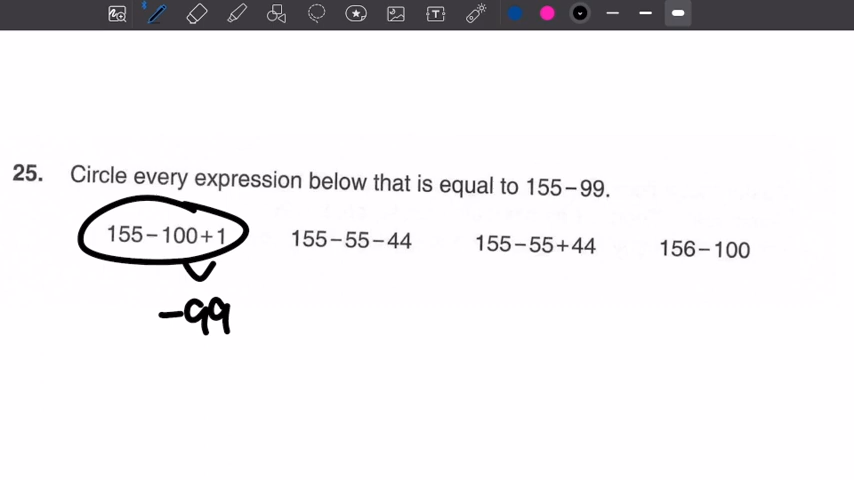 25. Circle every expression below that is equal to 155−99.
155−100+1 155−55−44 155−55+44 156−100
−99